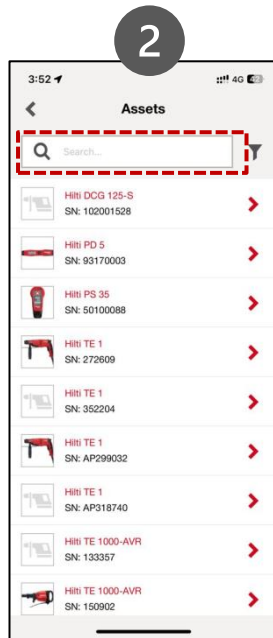 2
3:52
4G 42
Assets
Search...
Hilti DCG 125-S
SN: 102001528
Hilti PD 5
SN: 93170003
Hilti PS 35
SN: 50100088
Hilti TE 1
SN: 272609
Hilti TE 1
SN: 352204
Hilti TE 1
SN: AP299032
Hilti TE 1
SN: AP318740
Hilti TE 1000-AVR
SN: 133357
Hilti TE 1000-AVR
SN: 150902